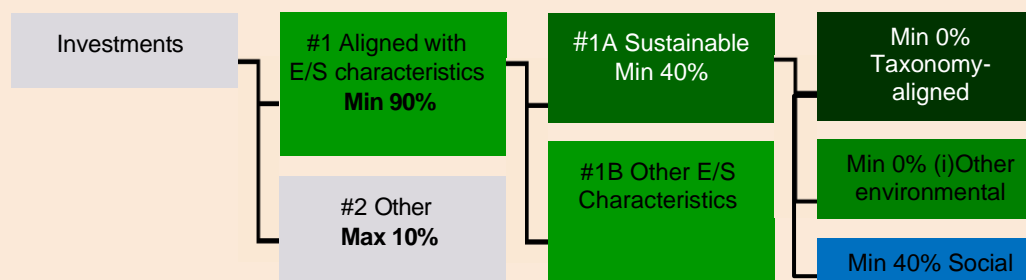 Investments
#1 Aligned with
E/S characteristics
Min 90%
#2 Other
Max 10%
#1A Sustainable
Min 40%
#1B Other E/S
Characteristics
Min 0%
Taxonomy-
aligned
Min 0% (i)Other
environmental
Min 40% Social